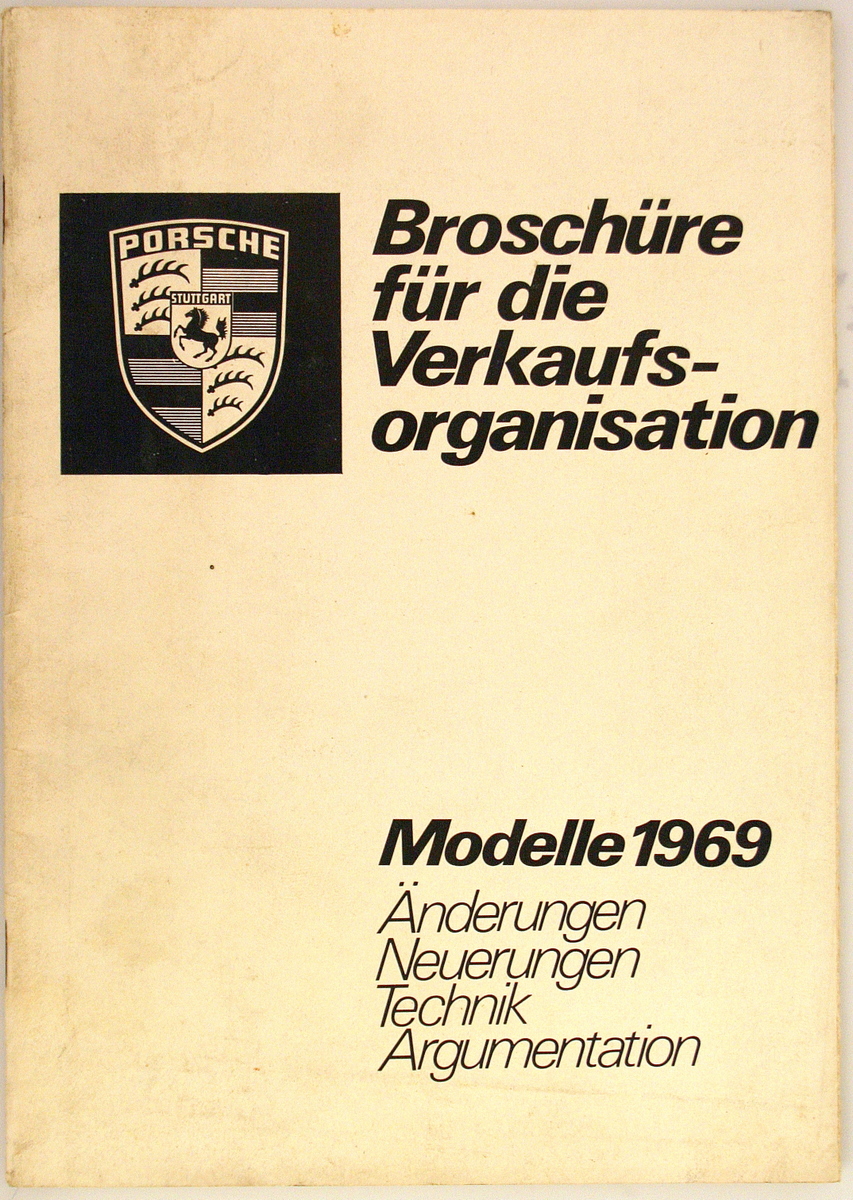 PORSCHE
STUTTGART
Broschüre
für die
Verkaufs-
organisation
Modelle 1969
Änderungen
Neuerungen
Technik
Argumentation